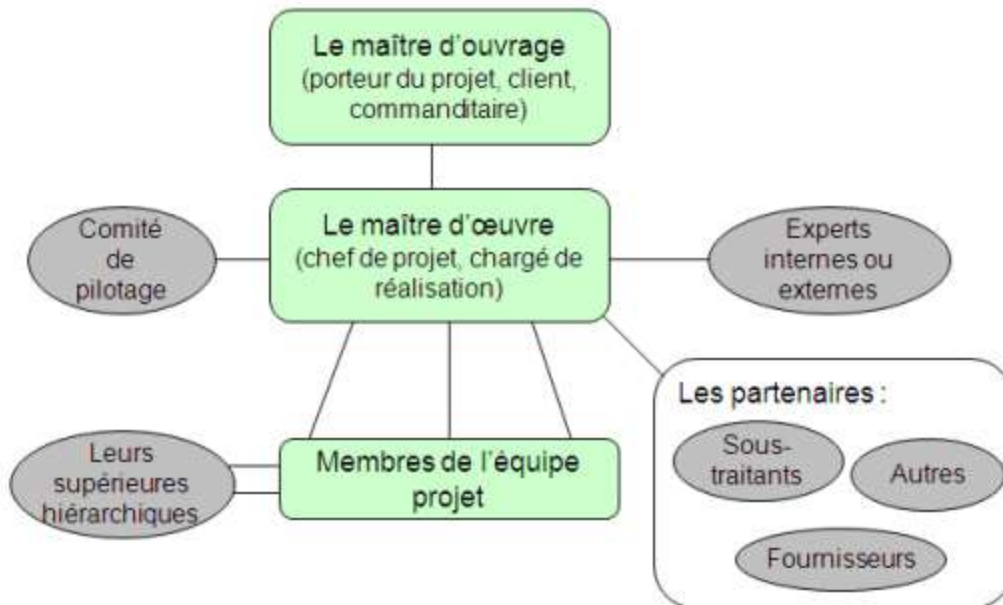 Le maître d'ouvrage
(porteur du projet, client,
commanditaire)
Comité
de
pilotage
Le maître d'œuvre
(chef de projet, chargé de
réalisation)
Experts
internes ou
externes
Leurs
supérieures
hiérarchiques
Membres de l'équipe
projet
Les partenaires :
Sous-
traitants
Autres
Fournisseurs